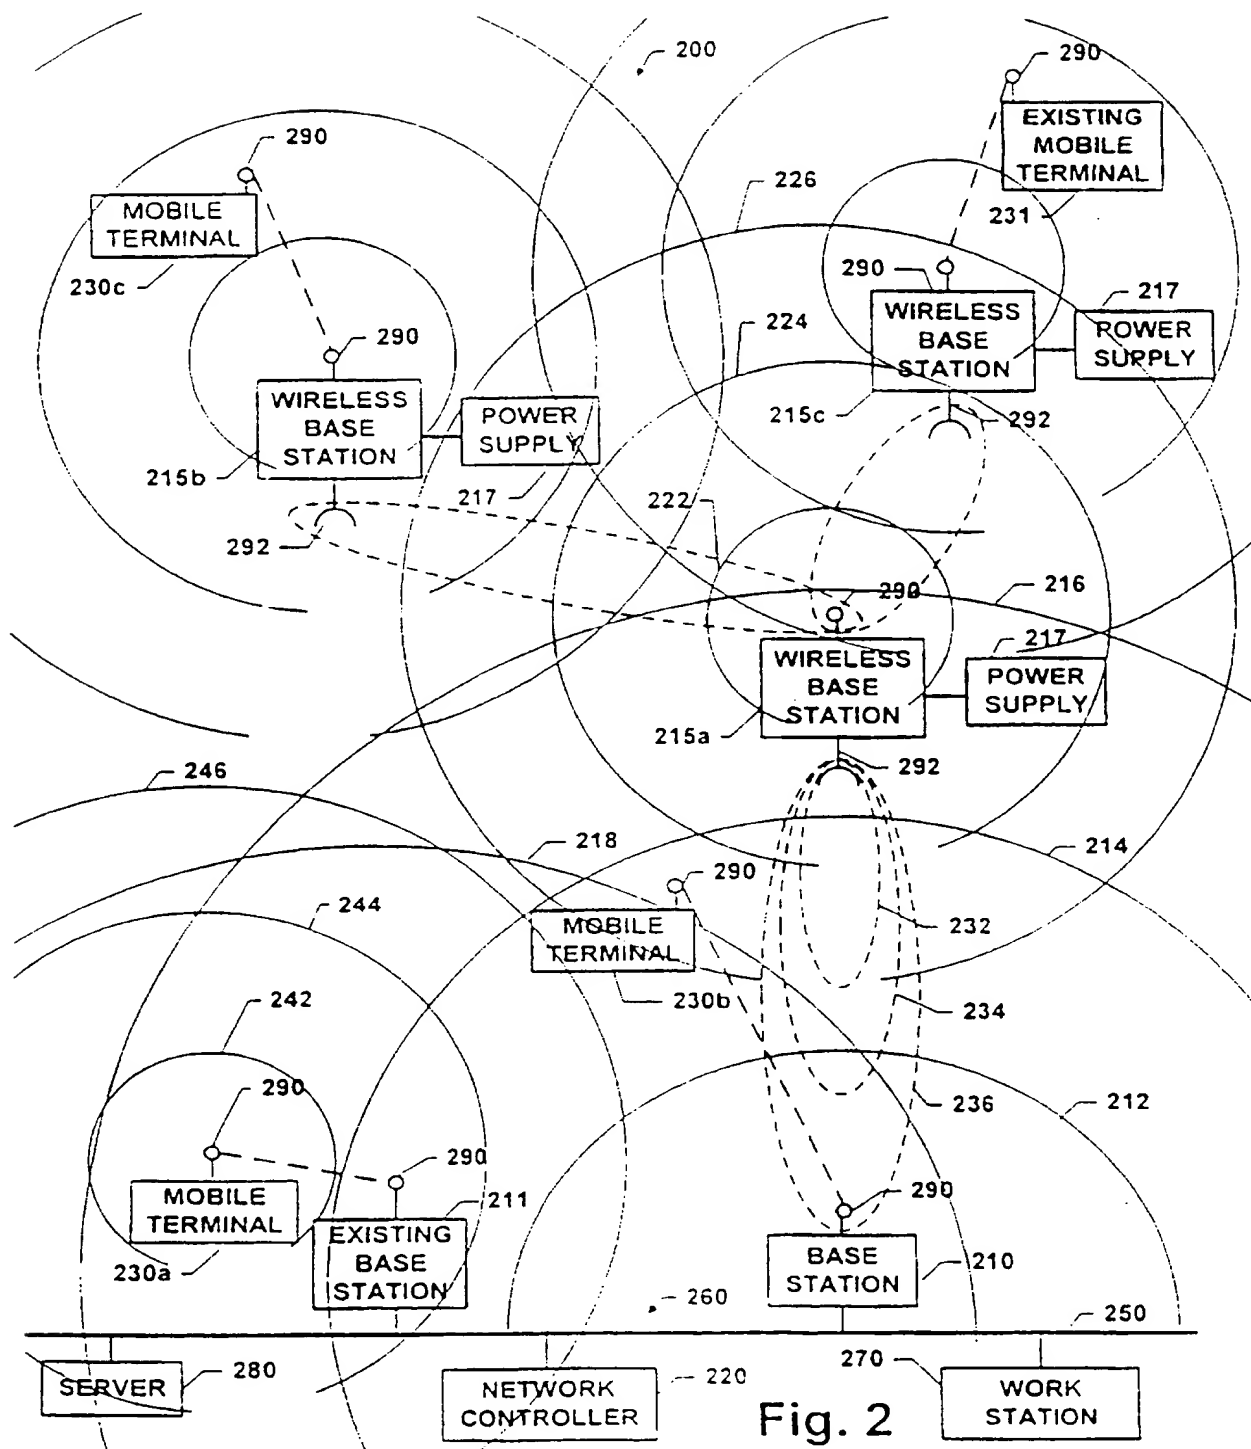 200
290
EXISTING
MOBILE
TERMINAL
231
290
MOBILE
TERMINAL
230c
226
290
WIRELESS
BASE
STATION
215c
217
POWER
SUPPLY
224
290
WIRELESS
BASE
STATION
215b
POWER
SUPPLY
217
292
292
222
290
216
WIRELESS
BASE
STATION
215a
217
POWER
SUPPLY
292
246
218
214
290
244
MOBILE
TERMINAL
230b
232
234
242
236
212
290
MOBILE
TERMINAL
230a
290
211
EXISTING
BASE
STATION
290
BASE
STATION
210
260
250
SERVER
280
NETWORK
CONTROLLER
220
270
WORK
STATION
Fig. 2